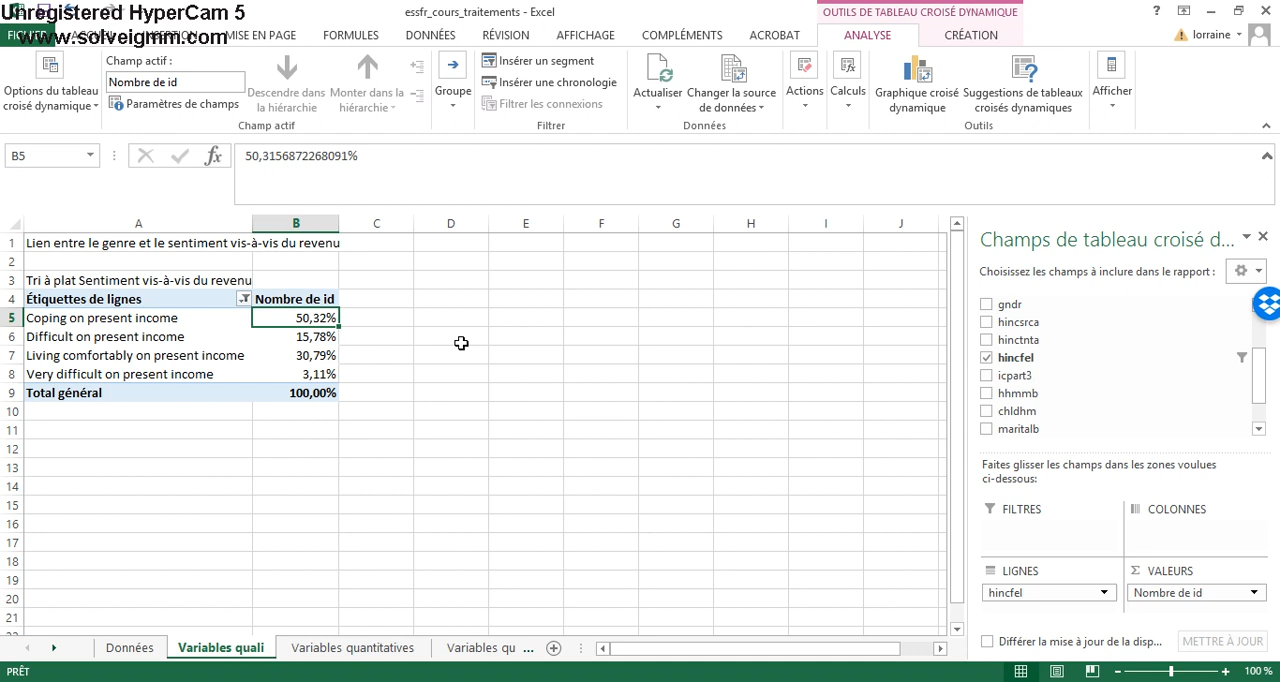 Unregistered HyperCam 5
www.solveigmm.com
essfr_cours_traitements - Excel
OUTILS DE TABLEAU CROISÉ DYNAMIQUE
MISE EN PAGE FORMULES DONNÉES RÉVISION AFFICHAGE COMPLÉMENTS ACROBAT ANALYSE CRÉATION
lorraine
Options du tableau
croisé dynamique
Champ actif :
Nombre de id
Paramètres de champs
Descendre dans
la hiérarchie
Monter dans la
hiérarchie
Champ actif
Groupe
Insérer un segment
Insérer une chronologie
Filtrer les connexions
Filtrer
Actualiser
Changer la source
de données
Données
Actions
Calculs
Graphique croisé
dynamique
Suggestions de tableaux
croisés dynamiques
Outils
Afficher
B5
fx
50,3156872268091%
A B C D E F G H I J
1 Lien entre le genre et le sentiment vis-à-vis du revenu
2
3 Tri à plat Sentiment vis-à-vis du revenu
4 Étiquettes de lignes Nombre de id
5 Coping on present income 50,32%
6 Difficult on present income 15,78%
7 Living comfortably on present income 30,79%
8 Very difficult on present income 3,11%
9 Total général 100,00%
10
11
12
13
14
15
16
17
18
19
20
21
Champs de tableau croisé d...
Choisissez les champs à inclure dans le rapport :
gndr
hincsrca
hinctnta
hincfel
icpart3
hhmmb
chldhm
maritalb
Faites glisser les champs dans les zones voulues
ci-dessous:
FILTRES
COLONNES
LIGNES
Σ VALEURS
hincfel
Nombre de id
Différer la mise à jour de la disp...
METTRE À JOUR
Données Variables quali Variables quantitatives Variables qu ...
PRÊT
100 %